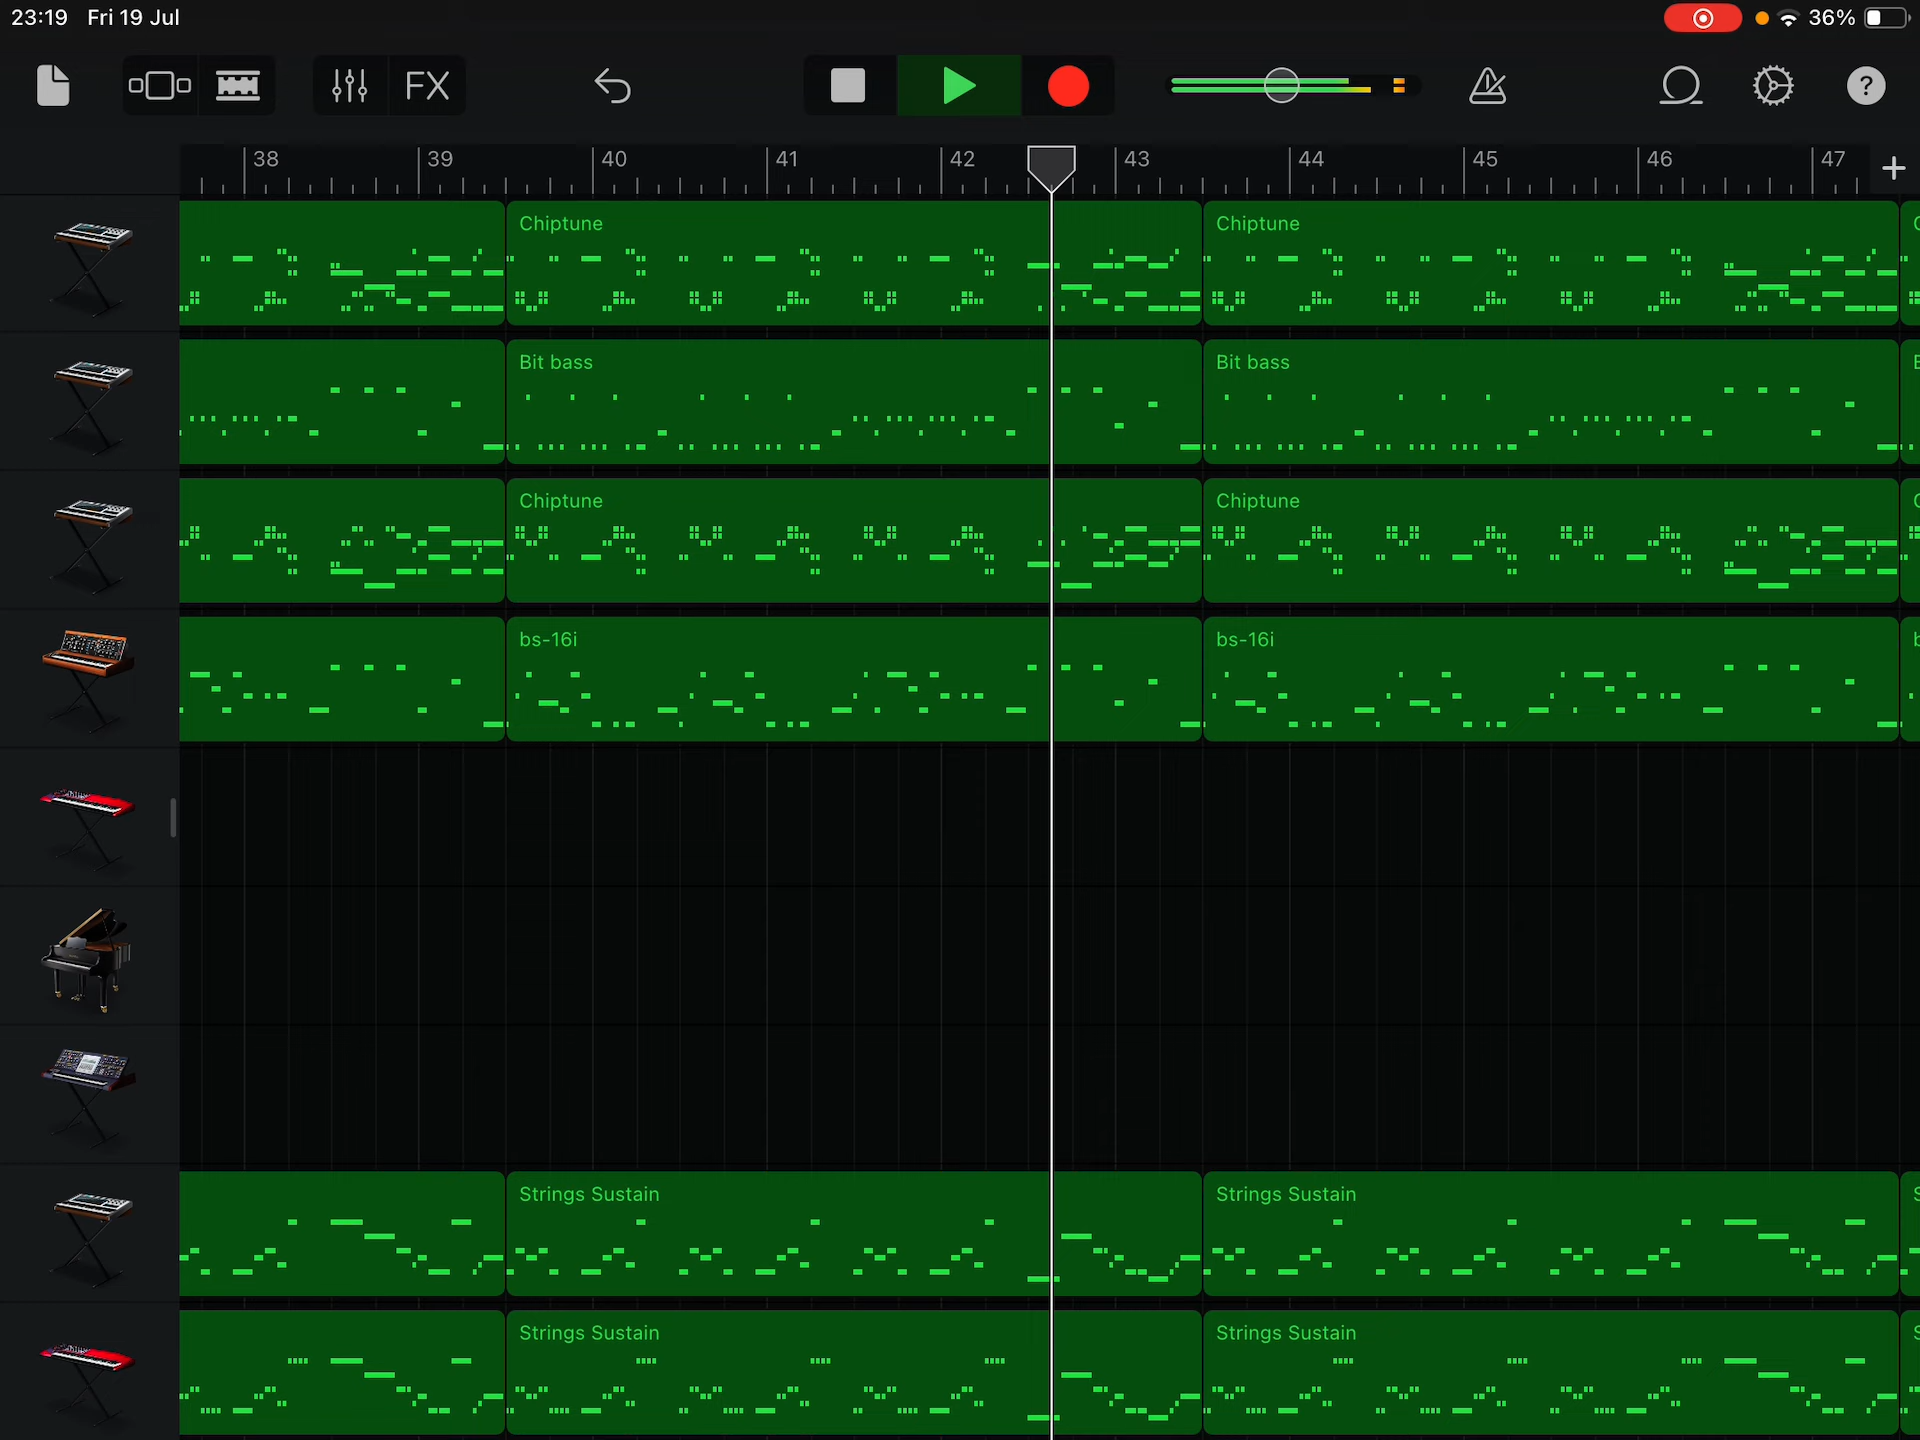 23:19 Fri 19 Jul 36%
FX ?
38 39 40 41 42 43 44 45 46 47 +
Chiptune Chiptune
Bit bass Bit bass
Chiptune Chiptune
bs-16i bs-16i
Strings Sustain Strings Sustain
Strings Sustain Strings Sustain